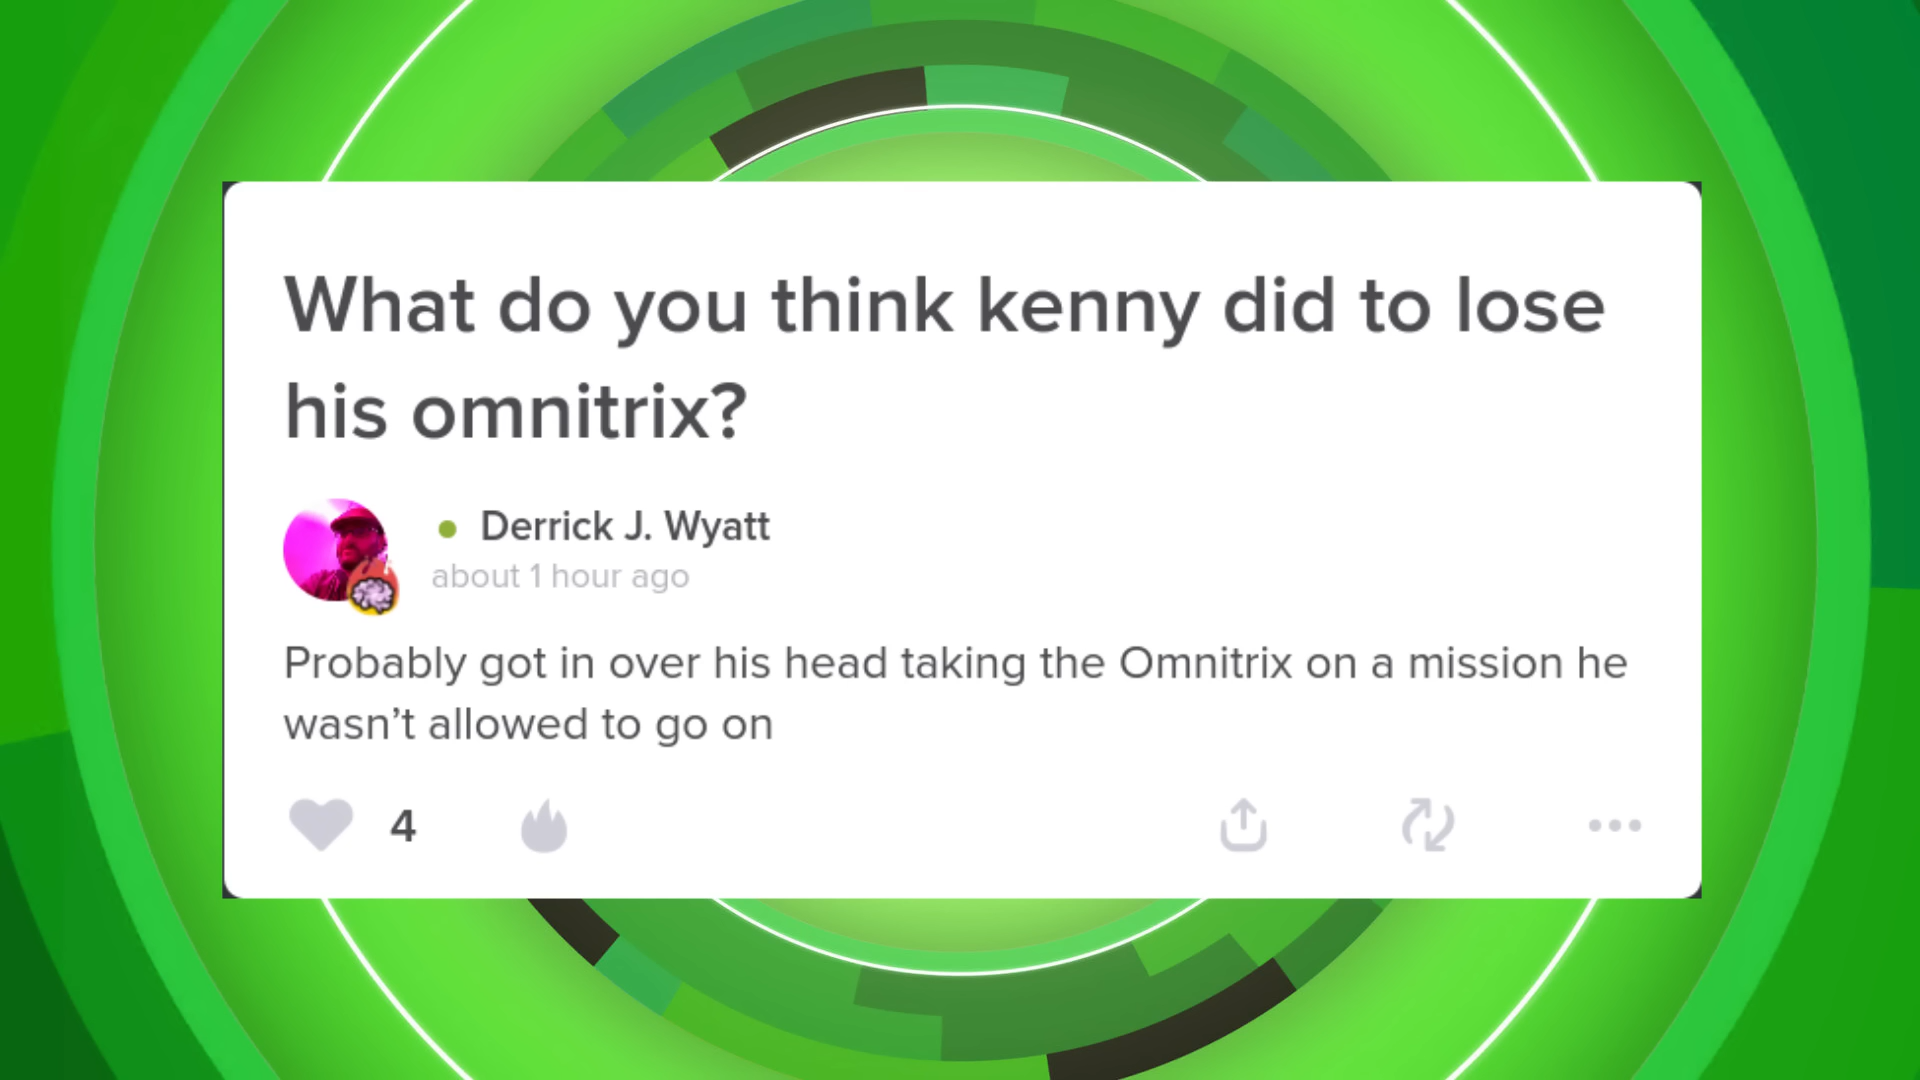 What do you think kenny did to lose
his omnitrix?
Derrick J. Wyatt
about 1 hour ago
Probably got in over his head taking the Omnitrix on a mission he
wasn’t allowed to go on
4